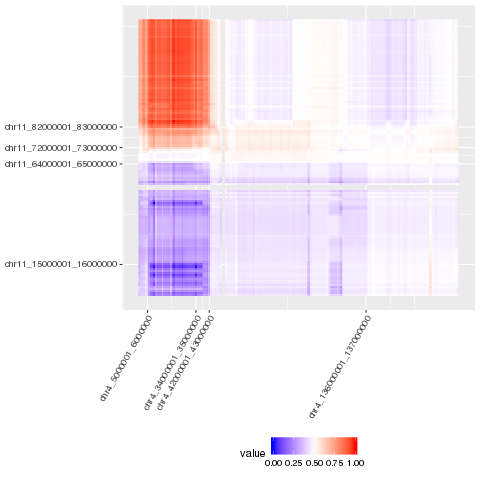 chr11_82000001_83000000
chr11_72000001_73000000
chr11_64000001_65000000
chr11_15000001_16000000
chr4_5000001_6000000
chr4_34000001_35000000
chr4_42000001_43000000
chr4_136000001_137000000
value
0.00 0.25 0.50 0.75 1.00